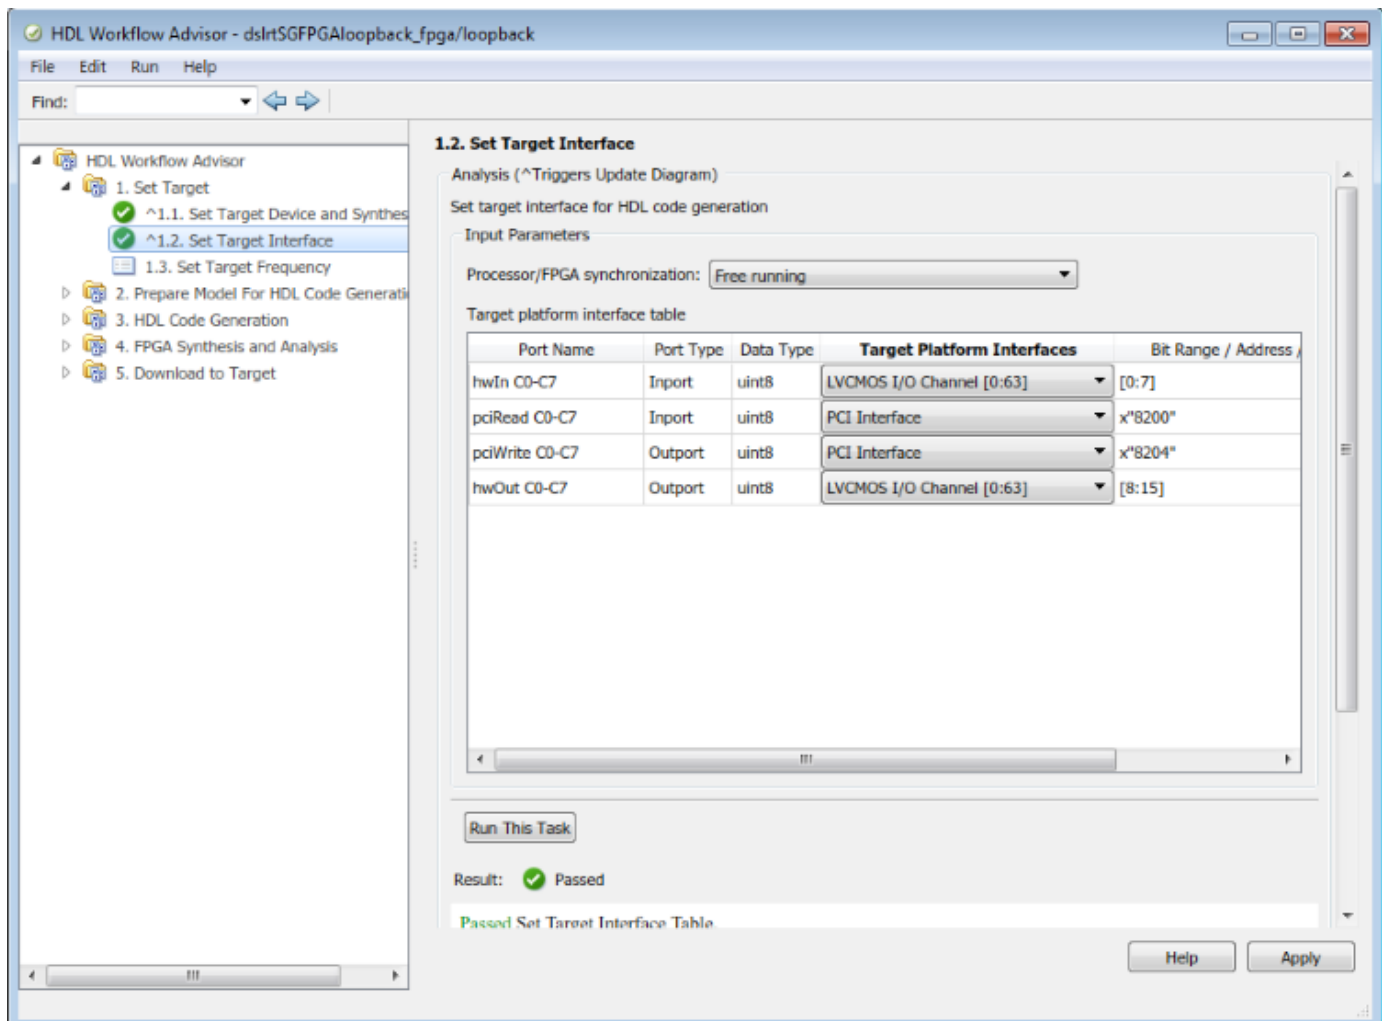 HDL Workflow Advisor - dslrtSGFPGAloopback_fpga/loopback
File Edit Run Help
Find:
HDL Workflow Advisor
1. Set Target
^1.1. Set Target Device and Synthes
^1.2. Set Target Interface
1.3. Set Target Frequency
2. Prepare Model For HDL Code Generati
3. HDL Code Generation
4. FPGA Synthesis and Analysis
5. Download to Target
1.2. Set Target Interface
Analysis (^Triggers Update Diagram)
Set target interface for HDL code generation
Input Parameters
Processor/FPGA synchronization: Free running
Target platform interface table
Port Name Port Type Data Type Target Platform Interfaces Bit Range / Address /
hwIn C0-C7 Inport uint8 LVCMOS I/O Channel [0:63] [0:7]
pciRead C0-C7 Inport uint8 PCI Interface x"8200"
pciWrite C0-C7 Outport uint8 PCI Interface x"8204"
hwOut C0-C7 Outport uint8 LVCMOS I/O Channel [0:63] [8:15]
Run This Task
Result: Passed
Passed Set Target Interface Table.
Help Apply